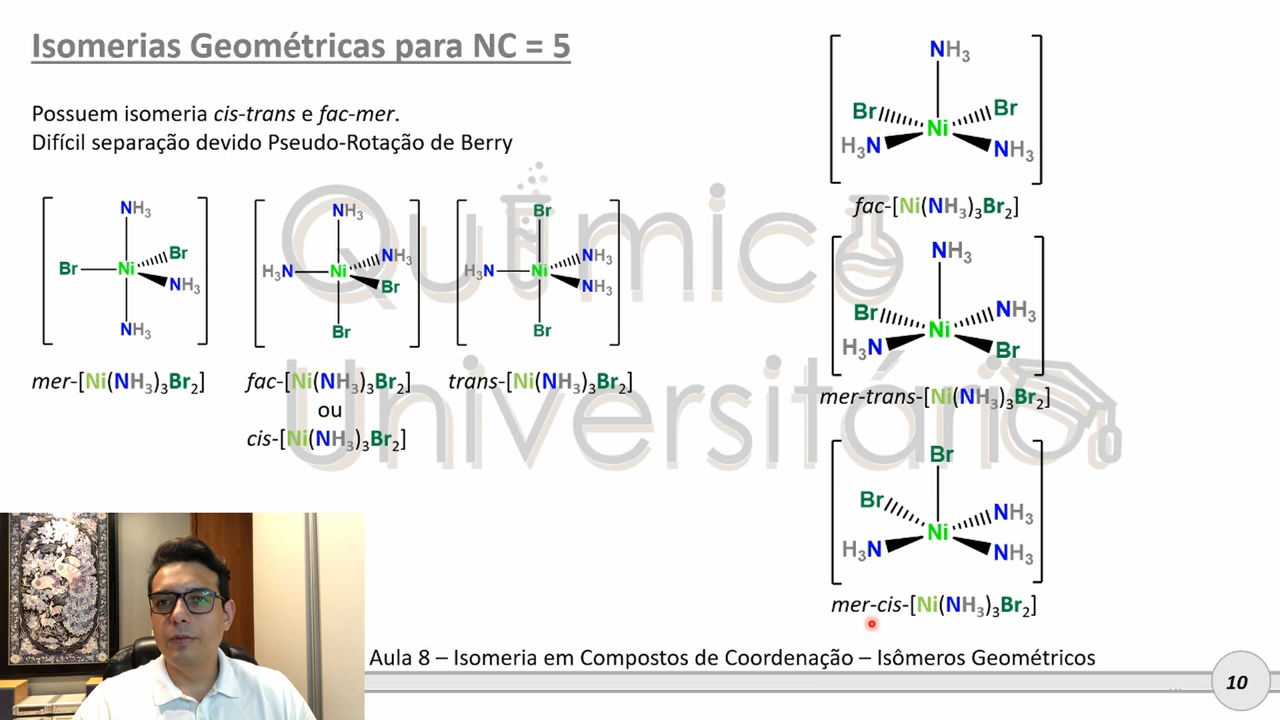 Isomerias Geométricas para NC = 5
Possuem isomeria cis-trans e fac-mer.
Difícil separação devido Pseudo-Rotação de Berry
NH₃
Br
Ni
Br
NH₃
NH₃
mer-[Ni(NH₃)₃Br₂]
NH₃
H₃N
Ni
NH₃
Br
Br
fac-[Ni(NH₃)₃Br₂]
ou
cis-[Ni(NH₃)₃Br₂]
Br
H₃N
Ni
NH₃
NH₃
Br
trans-[Ni(NH₃)₃Br₂]
NH₃
Br
Br
Ni
H₃N
NH₃
fac-[Ni(NH₃)₃Br₂]
NH₃
Br
NH₃
Ni
H₃N
Br
mer-trans-[Ni(NH₃)₃Br₂]
Br
Br
NH₃
Ni
H₃N
NH₃
mer-cis-[Ni(NH₃)₃Br₂]
Químico
Universitário
Aula 8 – Isomeria em Compostos de Coordenação – Isômeros Geométricos
...
10